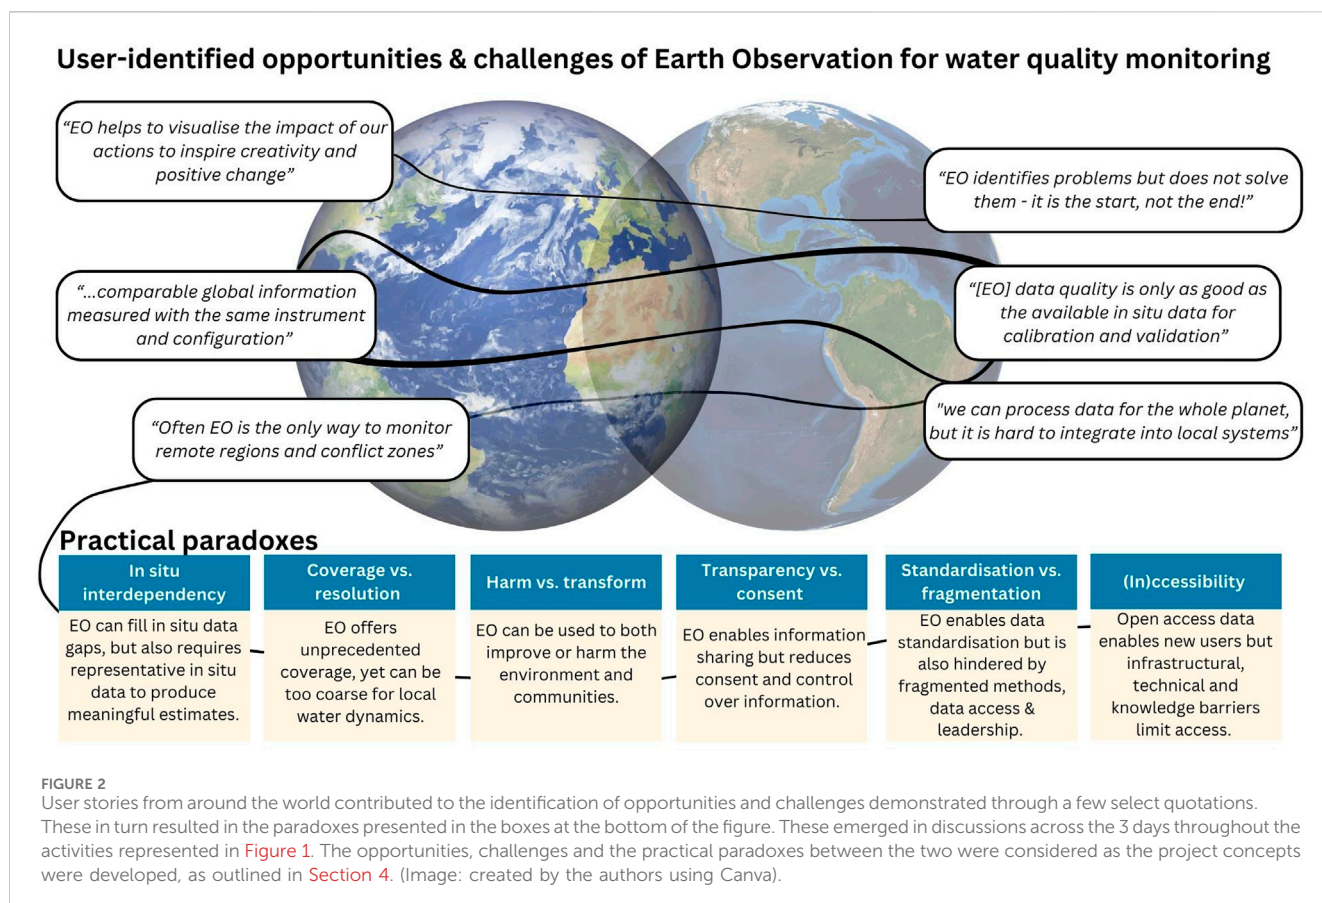 User-identified opportunities & challenges of Earth Observation for water quality monitoring
“EO helps to visualise the impact of our
actions to inspire creativity and
positive change”
“EO identifies problems but does not solve
them - it is the start, not the end!”
“...comparable global information
measured with the same instrument
and configuration”
“[EO] data quality is only as good as
the available in situ data for
calibration and validation”
“Often EO is the only way to monitor
remote regions and conflict zones”
"we can process data for the whole planet,
but it is hard to integrate into local systems”
Practical paradoxes
In situ
interdependency
EO can fill in situ data
gaps, but also requires
representative in situ
data to produce
meaningful estimates.
Coverage vs.
resolution
EO offers
unprecedented
coverage, yet can be
too coarse for local
water dynamics.
Harm vs. transform
EO can be used to both
improve or harm the
environment and
communities.
Transparency vs.
consent
EO enables information
sharing but reduces
consent and control
over information.
Standardisation vs.
fragmentation
EO enables data
standardisation but is
also hindered by
fragmented methods,
data access &
leadership.
(In)ccessibility
Open access data
enables new users but
infrastructural,
technical and
knowledge barriers
limit access.
FIGURE 2
User stories from around the world contributed to the identification of opportunities and challenges demonstrated through a few select quotations.
These in turn resulted in the paradoxes presented in the boxes at the bottom of the figure. These emerged in discussions across the 3 days throughout the
activities represented in Figure 1. The opportunities, challenges and the practical paradoxes between the two were considered as the project concepts
were developed, as outlined in Section 4. (Image: created by the authors using Canva).